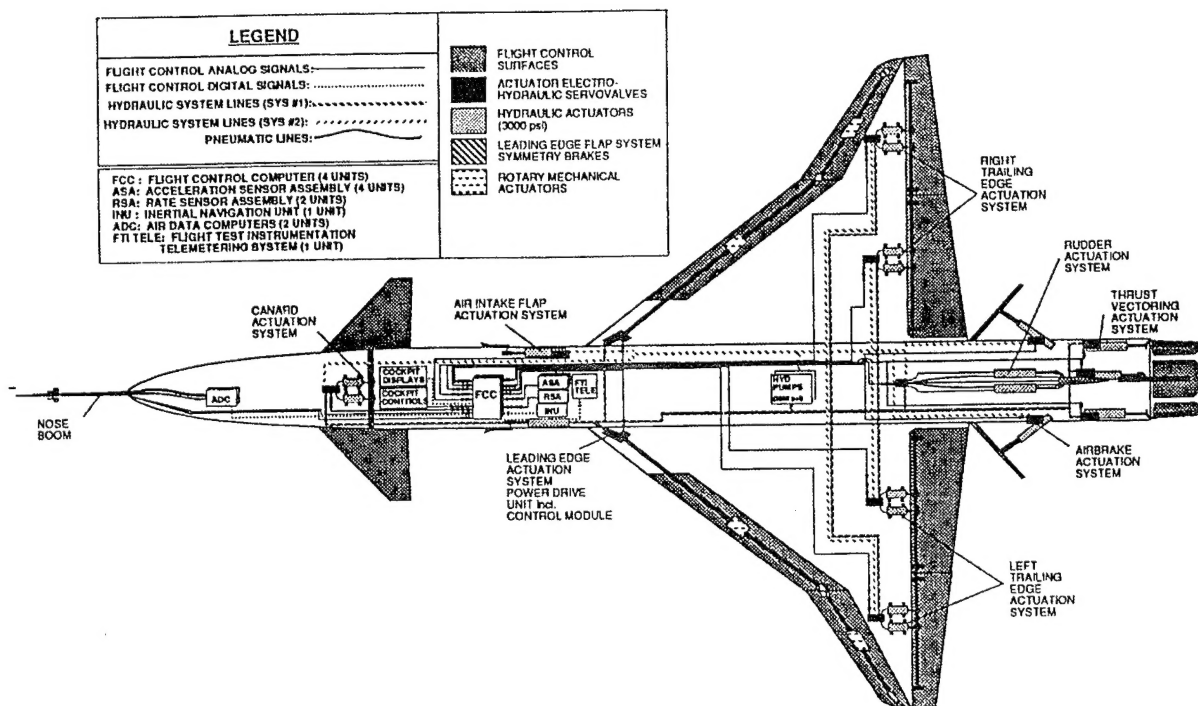 LEGEND
FLIGHT CONTROL ANALOG SIGNALS:
FLIGHT CONTROL DIGITAL SIGNALS:
HYDRAULIC SYSTEM LINES (SYS #1):
HYDRAULIC SYSTEM LINES (SYS #2):
PNEUMATIC LINES:
FCC : FLIGHT CONTROL COMPUTER (4 UNITS)
ASA: ACCELERATION SENSOR ASSEMBLY (4 UNITS)
RSA: RATE SENSOR ASSEMBLY (2 UNITS)
INU : INERTIAL NAVIGATION UNIT (1 UNIT)
ADC: AIR DATA COMPUTERS (2 UNITS)
FTI TELE: FLIGHT TEST INSTRUMENTATION
TELEMETERING SYSTEM (1 UNIT)
FLIGHT CONTROL
SURFACES
ACTUATOR ELECTRO-
HYDRAULIC SERVOVALVES
HYDRAULIC ACTUATORS
(3000 psi)
LEADING EDGE FLAP SYSTEM
SYMMETRY BRAKES
ROTARY MECHANICAL
ACTUATORS
RIGHT
TRAILING
EDGE
ACTUATION
SYSTEM
RUDDER
ACTUATION
SYSTEM
THRUST
VECTORING
ACTUATION
SYSTEM
AIR INTAKE FLAP
ACTUATION SYSTEM
CANARD
ACTUATION
SYSTEM
COCKPIT
DISPLAYS
COCKPIT
CONTROLS
FCC
ASA
RSA
INU
FTI
TELE
HYD
PUMPS
ADC
NOSE
BOOM
LEADING EDGE
ACTUATION
SYSTEM
POWER DRIVE
UNIT Incl.
CONTROL MODULE
AIRBRAKE
ACTUATION
SYSTEM
LEFT
TRAILING
EDGE
ACTUATION
SYSTEM